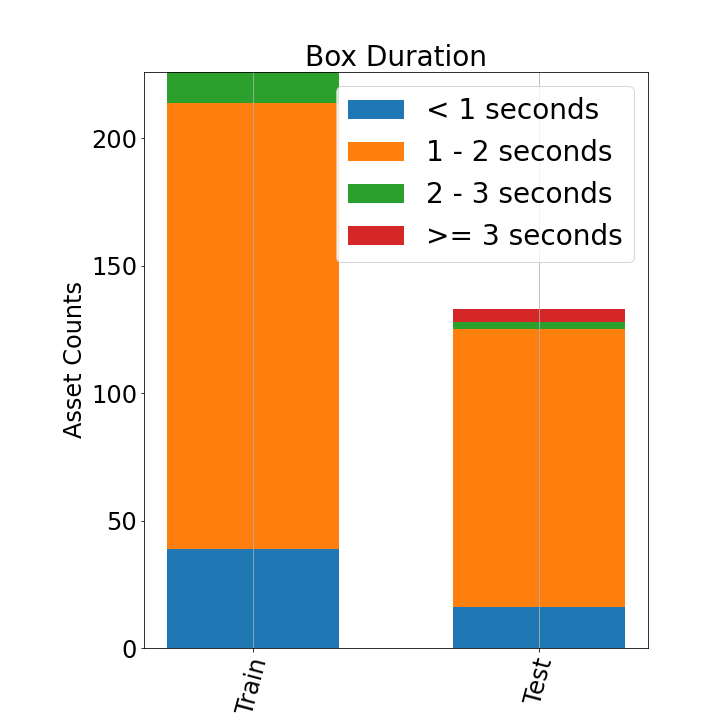 Box Duration
< 1 seconds
1 - 2 seconds
2 - 3 seconds
>= 3 seconds
Asset Counts
200
150
100
50
0
Train
Test